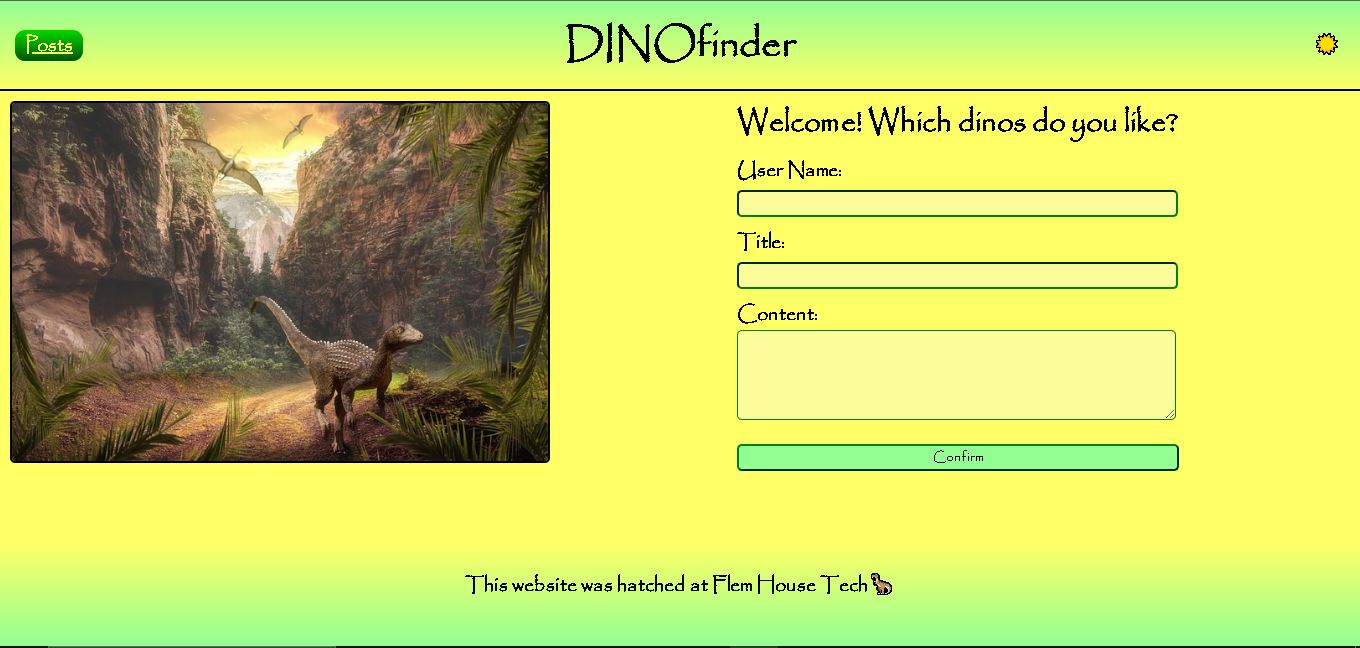 Posts
DINOfinder
Welcome! Which dinos do you like?
User Name:
Title:
Content:
Confirm
This website was hatched at Flem House Tech